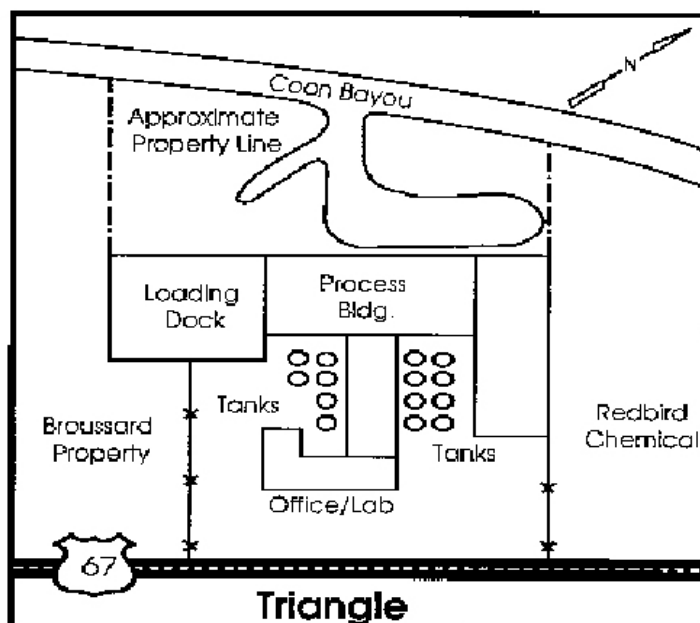 N
Coon Bayou
Approximate
Property Line
Loading
Dock
Process
Bldg.
Tanks
Broussard
Property
Redbird
Chemical
Tanks
Office/Lab
67
Triangle